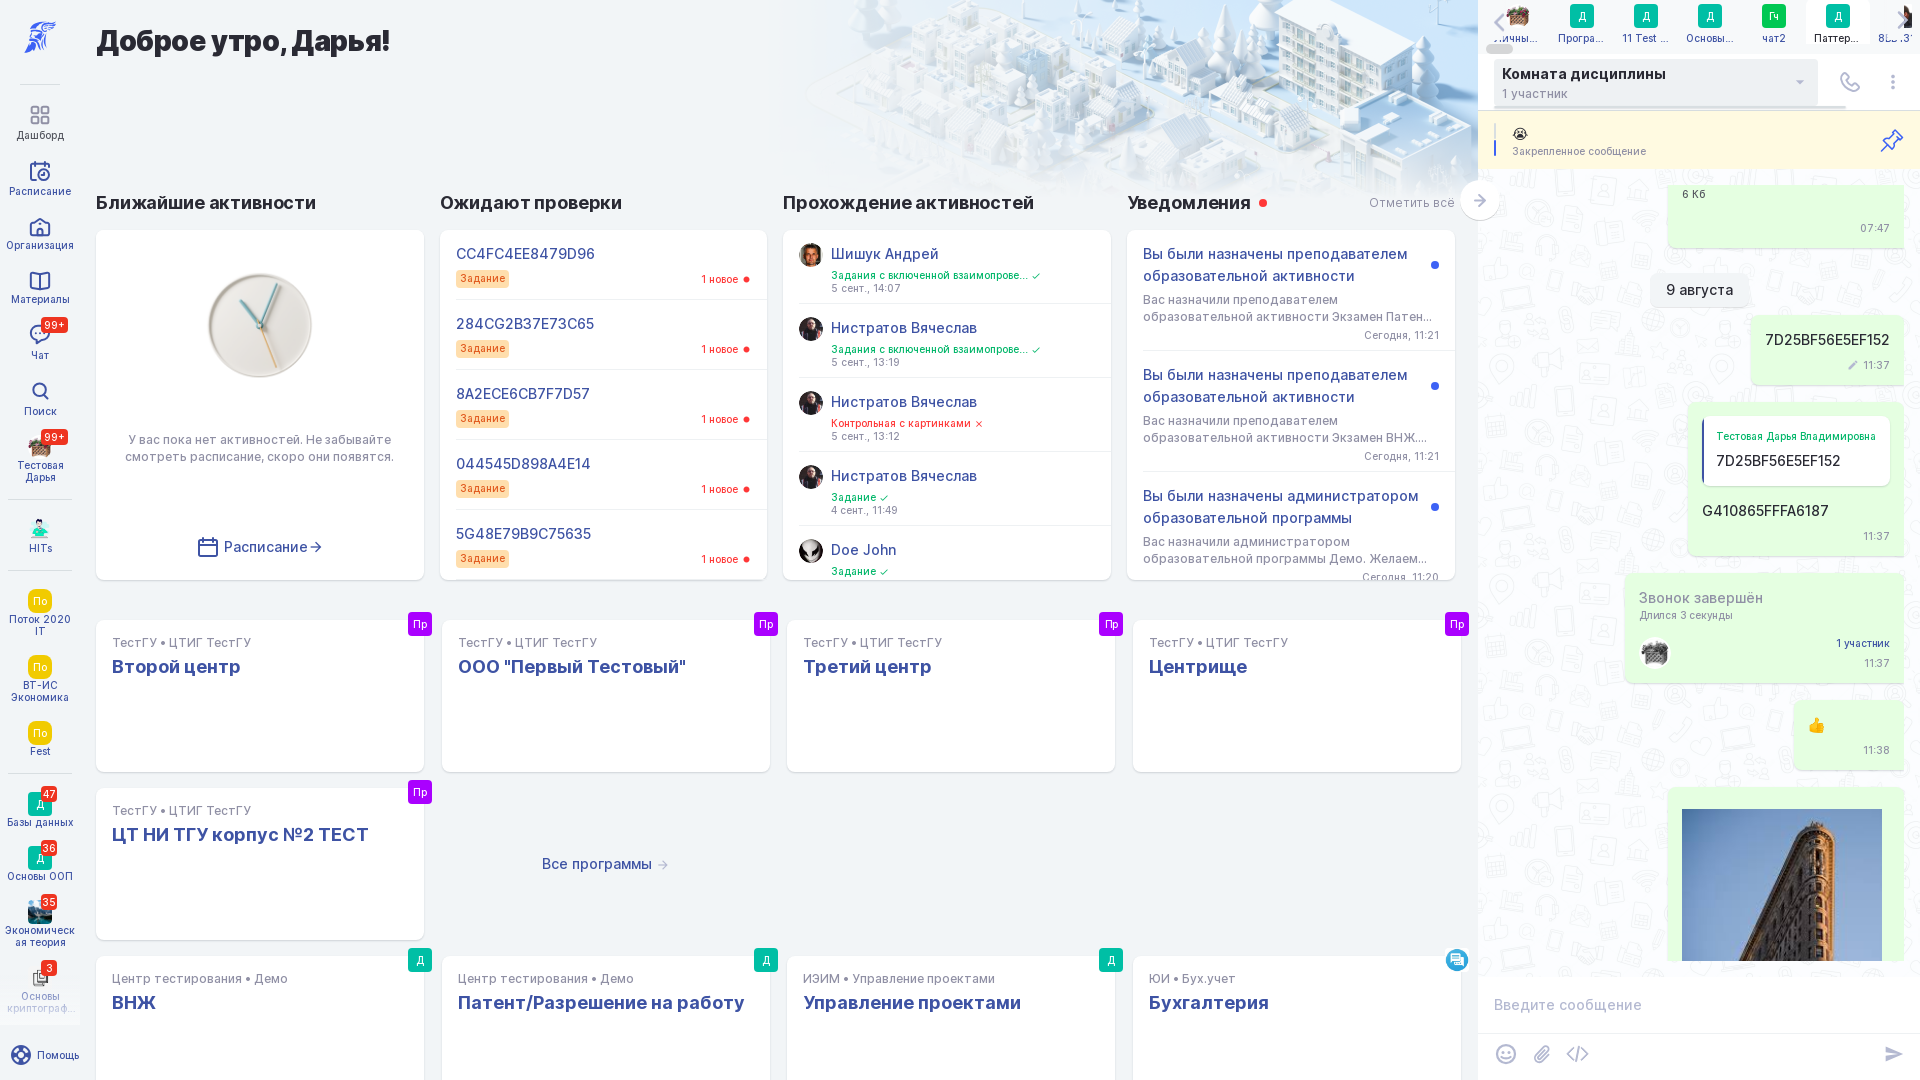 Дашборд
Расписание
Организация
Материалы
99+
Чат
Поиск
99+
Тестовая
Дарья
HITs
По
Поток 2020
IT
По
ВТ-ИС
Экономика
По
Fest
47
Д
Базы данных
36
Д
Основы ООП
35
Экономическ
ая теория
3
Основы
криптограф...
Помощь
Доброе утро, Дарья!
Ближайшие активности
У вас пока нет активностей. Не забывайте
смотреть расписание, скоро они появятся.
Расписание
Ожидают проверки
CC4FC4EE8479D96
Задание
1 новое
284CG2B37E73C65
Задание
1 новое
8A2ECE6CB7F7D57
Задание
1 новое
044545D898A4E14
Задание
1 новое
5G48E79B9C75635
Задание
1 новое
Прохождение активностей
Шишук Андрей
Задания с включенной взаимопрове...
5 сент., 14:07
Нистратов Вячеслав
Задания с включенной взаимопрове...
5 сент., 13:19
Нистратов Вячеслав
Контрольная с картинками
5 сент., 13:12
Нистратов Вячеслав
Задание
4 сент., 11:49
Doe John
Задание
Уведомления
Отметить всё
Вы были назначены преподавателем
образовательной активности
Вас назначили преподавателем
образовательной активности Экзамен Патен...
Сегодня, 11:21
Вы были назначены преподавателем
образовательной активности
Вас назначили преподавателем
образовательной активности Экзамен ВНЖ....
Сегодня, 11:21
Вы были назначены администратором
образовательной программы
Вас назначили администратором
образовательной программы Демо. Желаем...
Сегодня, 11:20
Пр
ТестГУ • ЦТИГ ТестГУ
Второй центр
Пр
ТестГУ • ЦТИГ ТестГУ
ООО "Первый Тестовый"
Пр
ТестГУ • ЦТИГ ТестГУ
Третий центр
Пр
ТестГУ • ЦТИГ ТестГУ
Центрище
Пр
ТестГУ • ЦТИГ ТестГУ
ЦТ НИ ТГУ корпус №2 ТЕСТ
Все программы
Д
Центр тестирования • Демо
ВНЖ
Д
Центр тестирования • Демо
Патент/Разрешение на работу
Д
ИЭИМ • Управление проектами
Управление проектами
ЮИ • Бух.учет
Бухгалтерия
Д
Програ...
Д
11 Test ...
Д
Основы...
Гч
чат2
Д
Паттер...
Комната дисциплины
1 участник
😭
Закрепленное сообщение
6 Кб
07:47
9 августа
7D25BF56E5EF152
11:37
Тестовая Дарья Владимировна
7D25BF56E5EF152
G410865FFFA6187
11:37
Звонок завершён
Длился 3 секунды
1 участник
11:37
👍
11:38
Введите сообщение